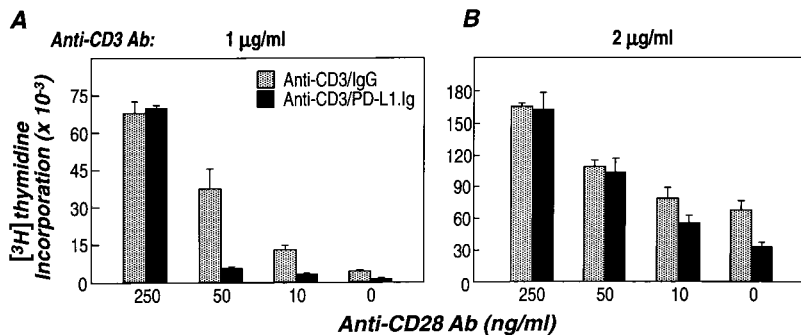 A
B
Anti-CD3 Ab: 1 µg/ml 2 µg/ml
[³H] thymidine
Incorporation (x 10⁻³)
75
60
45
30
15
0
Anti-CD3/IgG
Anti-CD3/PD-L1.Ig
180
150
120
90
60
30
0
250 50 10 0
250 50 10 0
Anti-CD28 Ab (ng/ml)